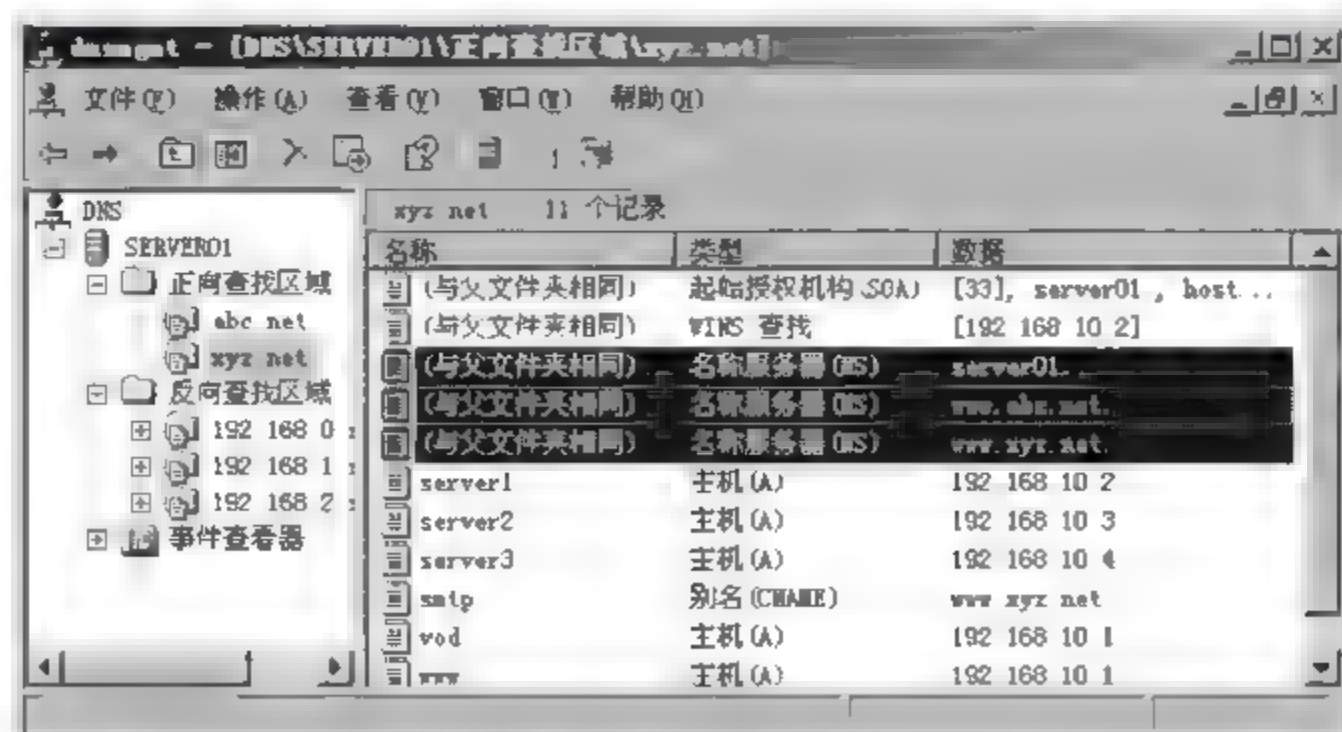 dnsmgmt - [DNS\SERVER01\正向查找区域\xyz.net]
文件(F) 操作(A) 查看(V) 窗口(W) 帮助(H)
DNS
SERVER01
正向查找区域
abc net
xyz net
反向查找区域
192 168 0
192 168 1
192 168 2
事件查看器
xyz net 11 个记录
名称 类型 数据
(与父文件夹相同) 起始授权机构 SOA) [33], server01 , host...
(与父文件夹相同) WINS 查找 [192 168 10 2]
(与父文件夹相同) 名称服务器(NS) server01.
(与父文件夹相同) 名称服务器(NS) www.abc.net.
(与父文件夹相同) 名称服务器(NS) www.xyz.net.
server1 主机(A) 192 168 10 2
server2 主机(A) 192 168 10 3
server3 主机(A) 192 168 10 4
smtp 别名(CNAME) www xyz net
vod 主机(A) 192 168 10 1
www 主机(A) 192 168 10 1